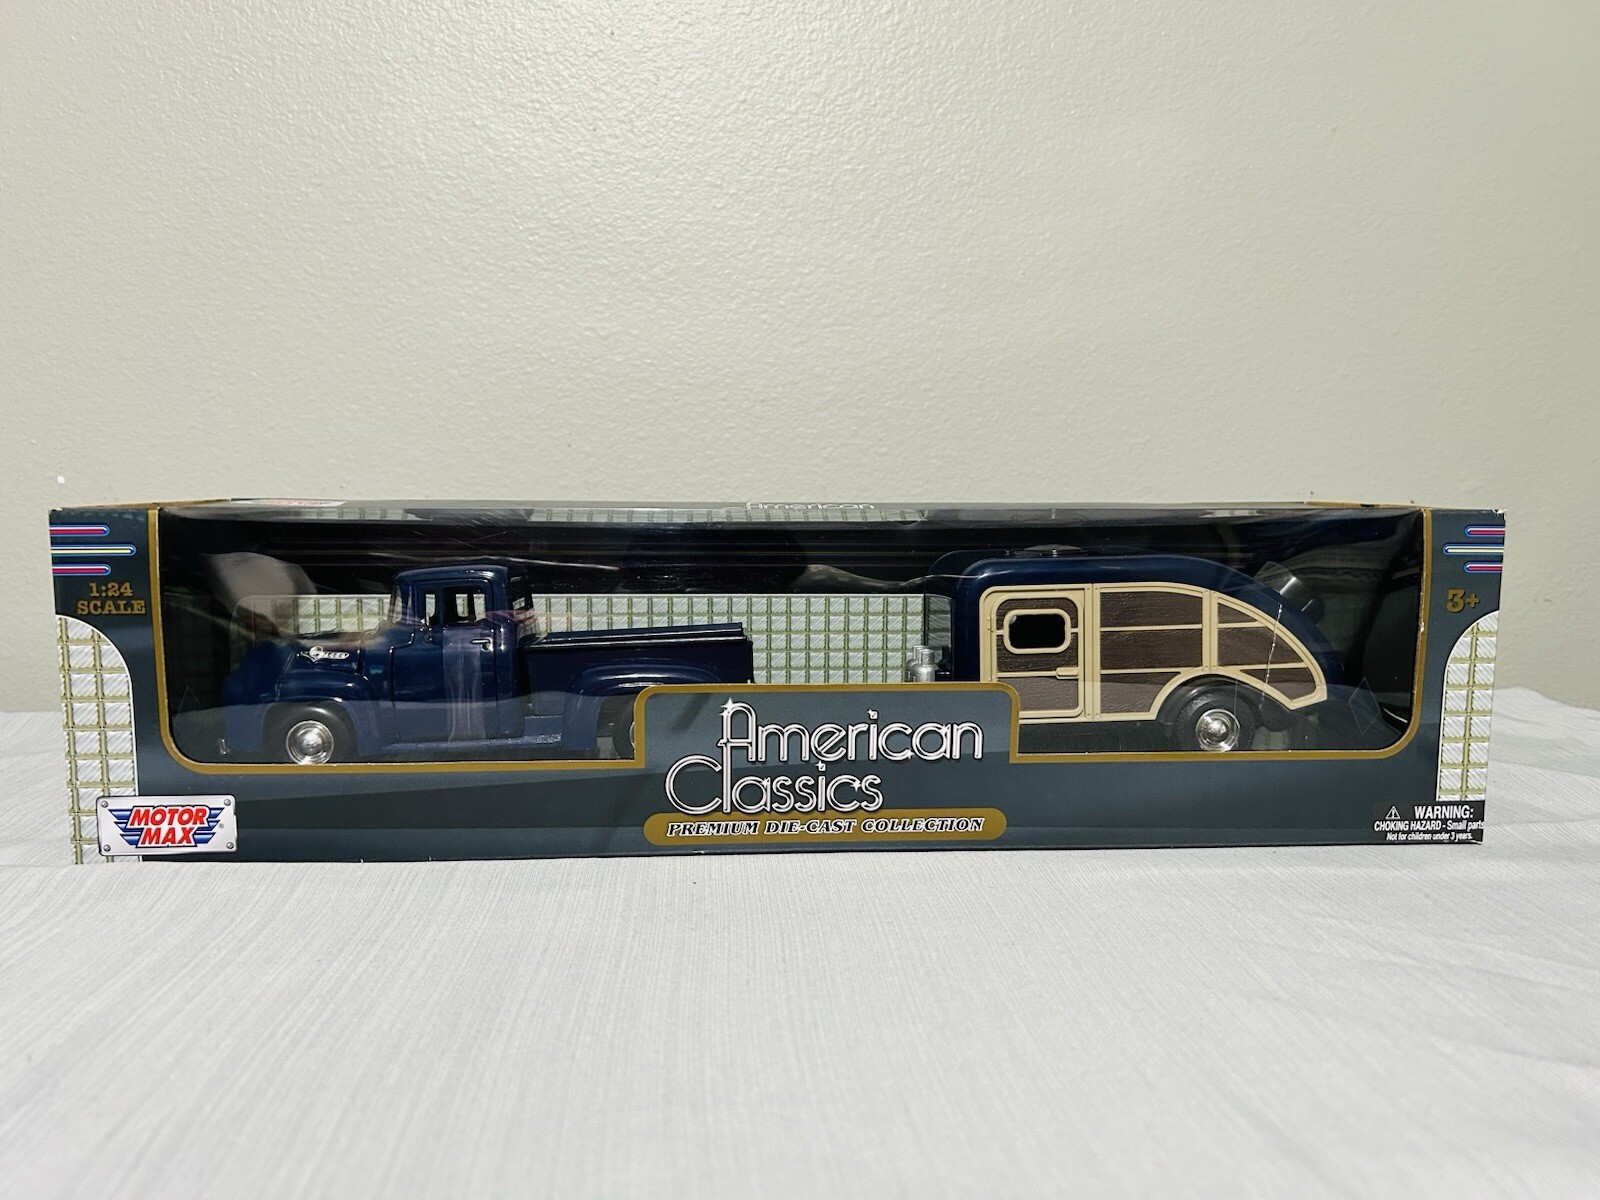 American
1:24
SCALE
3+
American
Classics
PREMIUM DIE-CAST COLLECTION
MOTOR
MAX
®
WARNING:
CHOKING HAZARD - Small parts
Not for children under 3 years.